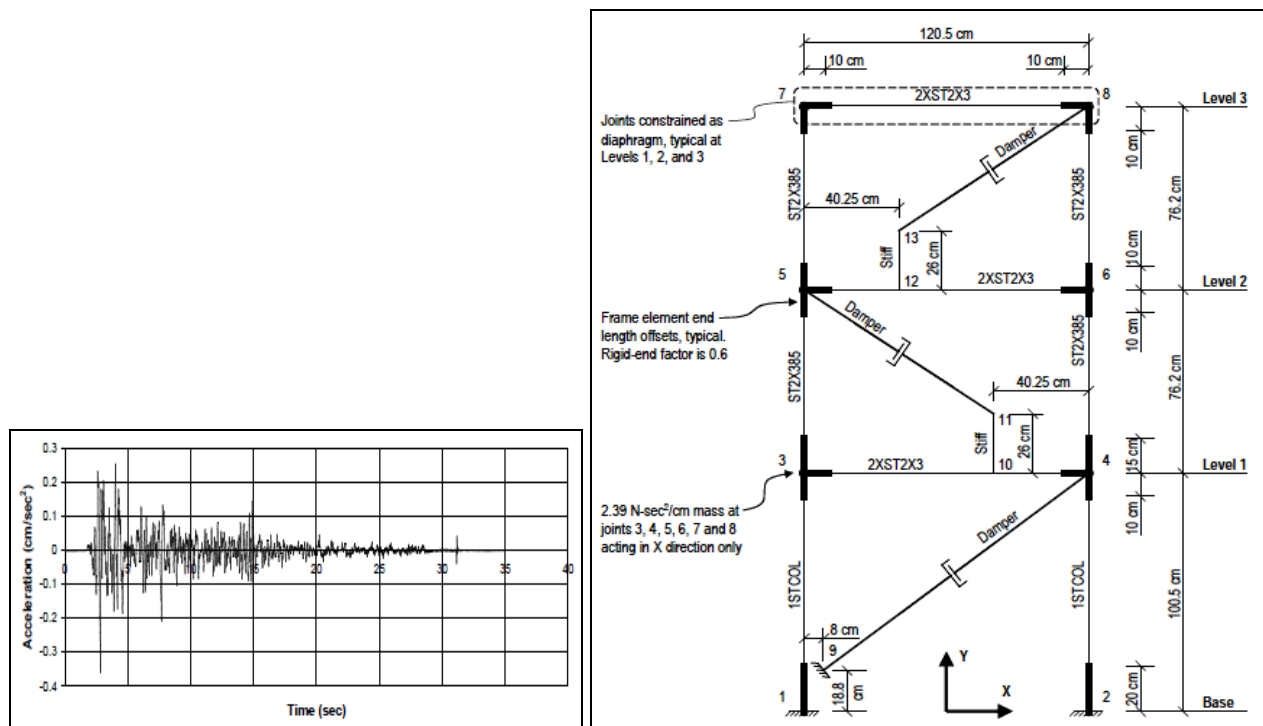 0.3
0.2
0.1
0
-0.1
-0.2
-0.3
-0.4
0
5
10
15
20
25
30
35
40
Acceleration (cm/sec²)
Time (sec)
120.5 cm
10 cm
10 cm
7
2XST2X3
8
Level 3
Joints constrained as
diaphragm, typical at
Levels 1, 2, and 3
Damper
10 cm
ST2X385
ST2X385
76.2 cm
40.25 cm
13
Stiff
26 cm
10 cm
5
12
2XST2X3
6
Level 2
Frame element end
length offsets, typical.
Rigid-end factor is 0.6
Damper
10 cm
ST2X385
ST2X385
76.2 cm
40.25 cm
11
Stiff
26 cm
15 cm
3
2XST2X3
10
4
Level 1
2.39 N-sec²/cm mass at
joints 3, 4, 5, 6, 7 and 8
acting in X direction only
Damper
10 cm
1STCOL
1STCOL
100.5 cm
8 cm
9
18.8
cm
Y
X
20 cm
1
2
Base